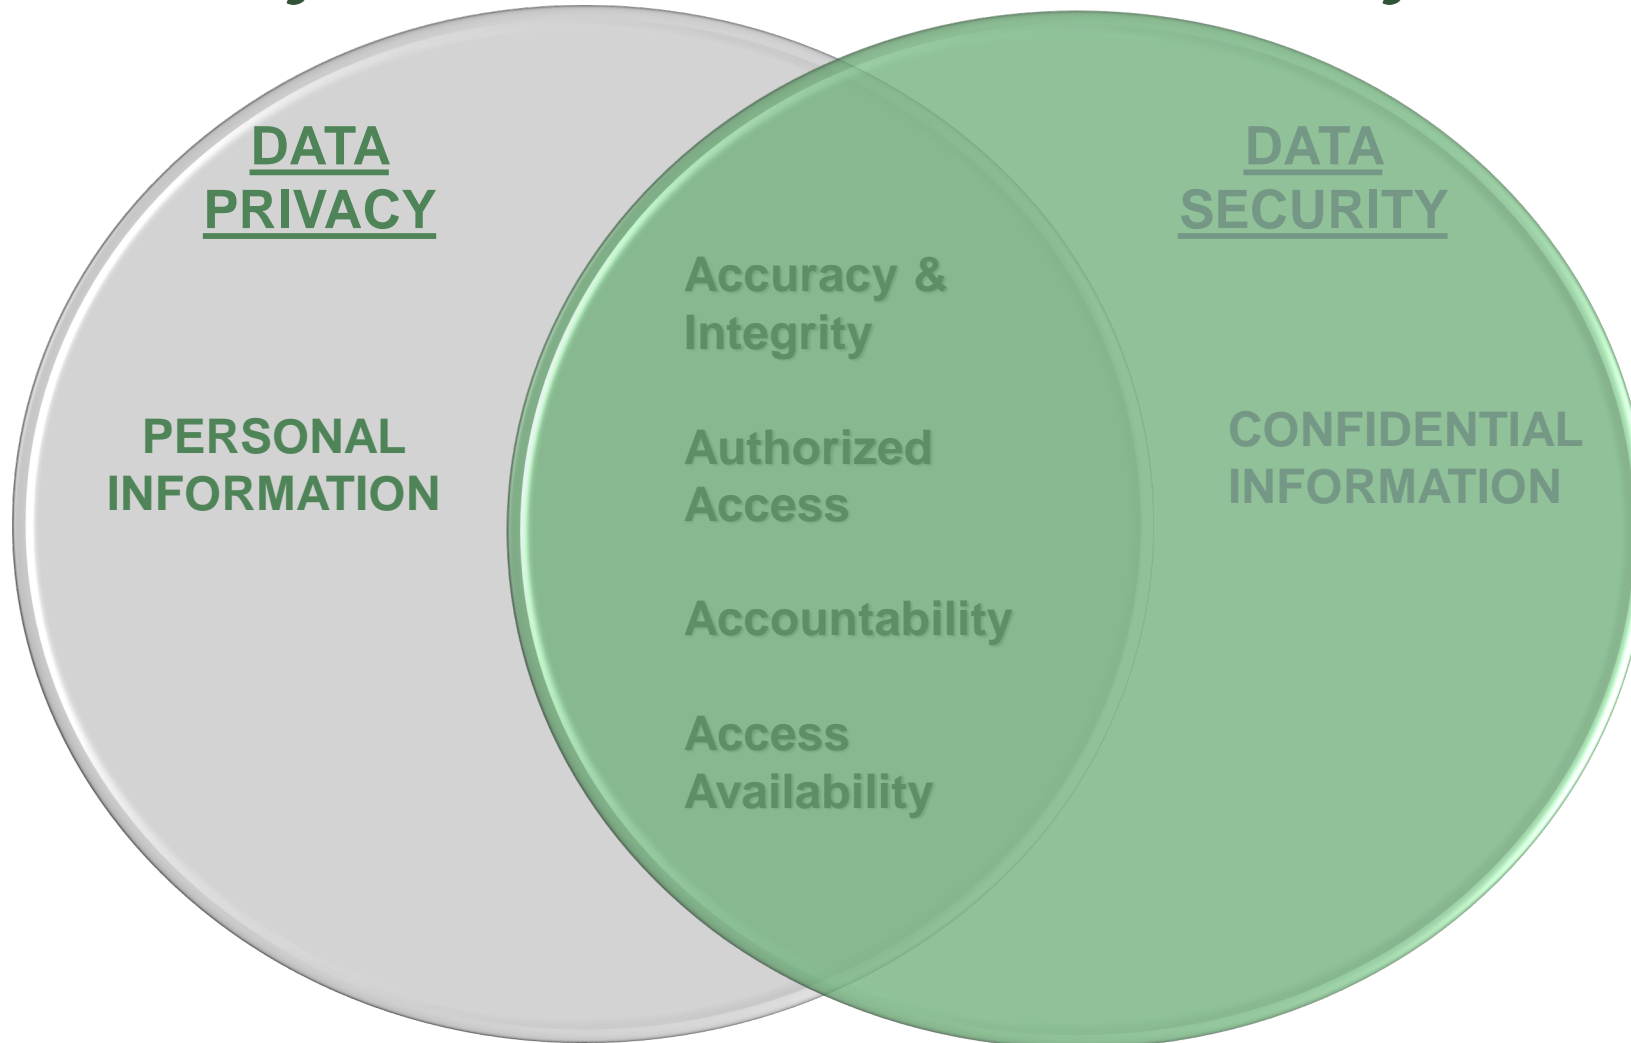 DATA
PRIVACY
DATA
SECURITY
Accuracy &
Integrity
PERSONAL
INFORMATION
CONFIDENTIAL
INFORMATION
Authorized
Access
Accountability
Access
Availability